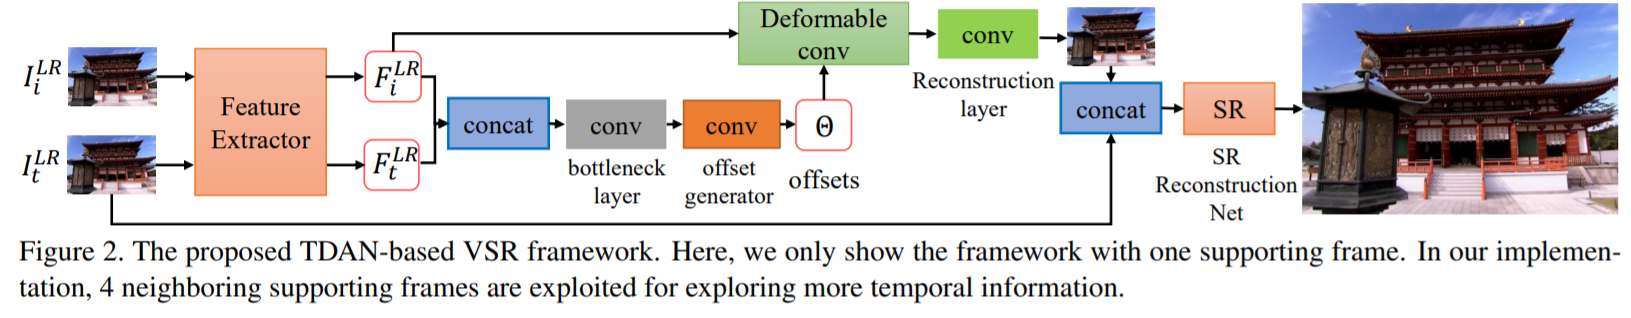 I_i^{LR}
I_t^{LR}
Feature
Extractor
F_i^{LR}
F_t^{LR}
concat
conv
bottleneck
layer
conv
offset
generator
Θ
offsets
Deformable
conv
conv
Reconstruction
layer
concat
SR
SR
Reconstruction
Net
Figure 2. The proposed TDAN-based VSR framework. Here, we only show the framework with one supporting frame. In our implemen-
tation, 4 neighboring supporting frames are exploited for exploring more temporal information.